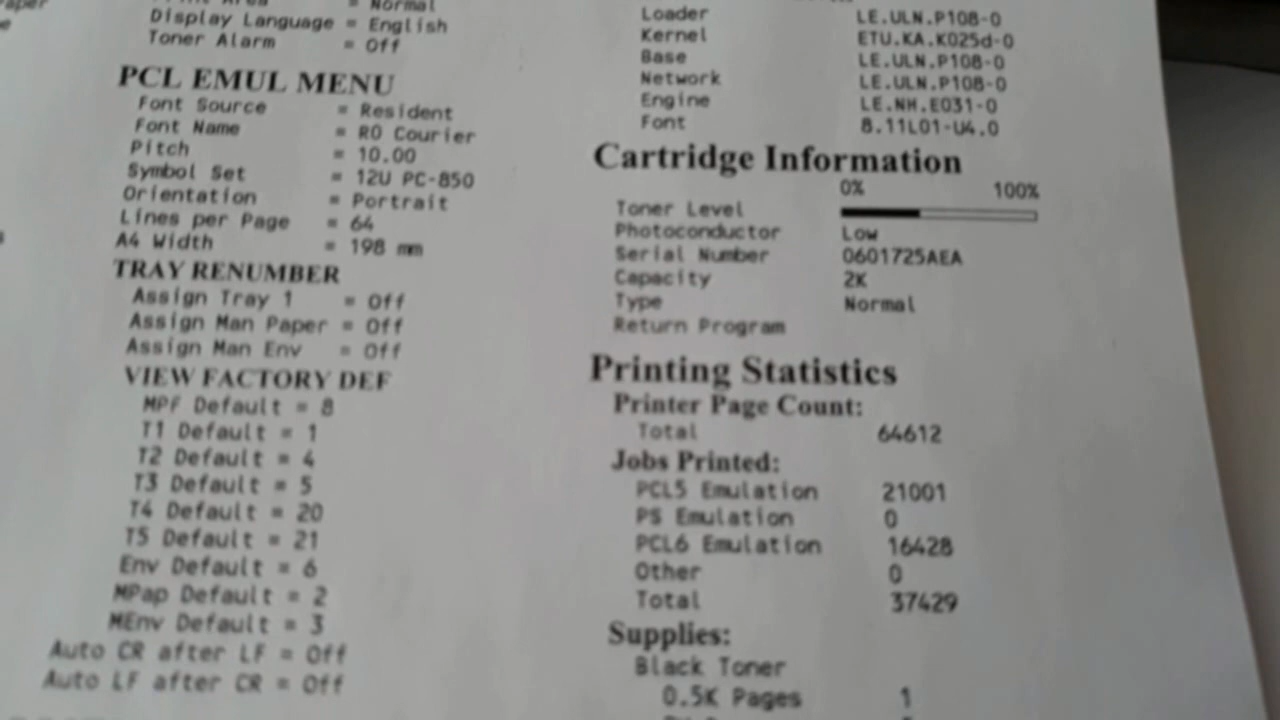 = Normal
Display Language = English
Toner Alarm = Off
PCL EMUL MENU
Font Source = Resident
Font Name = R0 Courier
Pitch = 10.00
Symbol Set = 12U PC-850
Orientation = Portrait
Lines per Page = 64
A4 Width = 198 mm
TRAY RENUMBER
Assign Tray 1 = Off
Assign Man Paper = Off
Assign Man Env = Off
VIEW FACTORY DEF
MPF Default = 8
T1 Default = 1
T2 Default = 4
T3 Default = 5
T4 Default = 20
T5 Default = 21
Env Default = 6
MPap Default = 2
MEnv Default = 3
Auto CR after LF = Off
Auto LF after CR = Off
Loader LE.ULN.P108-0
Kernel ETU.KA.K025d-0
Base LE.ULN.P108-0
Network LE.ULN.P108-0
Engine LE.NH.E031-0
Font 8.11L01-U4.0
Cartridge Information
0% 100%
Toner Level
Photoconductor Low
Serial Number 0601725AEA
Capacity 2K
Type Normal
Return Program
Printing Statistics
Printer Page Count:
Total 64612
Jobs Printed:
PCL5 Emulation 21001
PS Emulation 0
PCL6 Emulation 16428
Other 0
Total 37429
Supplies:
Black Toner
0.5K Pages 1